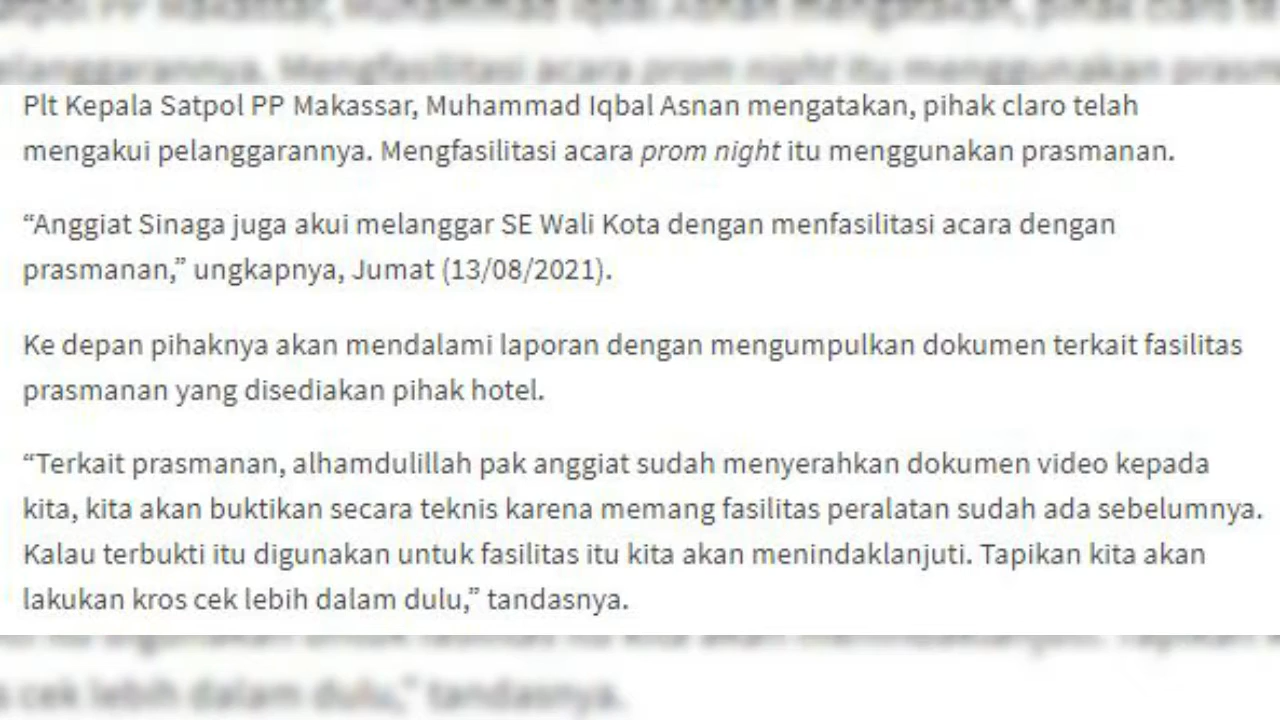 Plt Kepala Satpol PP Makassar, Muhammad Iqbal Asnan mengatakan, pihak claro telah
mengakui pelanggarannya. Mengfasilitasi acara prom night itu menggunakan prasmanan.
“Anggiat Sinaga juga akui melanggar SE Wali Kota dengan menfasilitasi acara dengan
prasmanan,” ungkapnya, Jumat (13/08/2021).
Ke depan pihaknya akan mendalami laporan dengan mengumpulkan dokumen terkait fasilitas
prasmanan yang disediakan pihak hotel.
“Terkait prasmanan, alhamdulillah pak anggiat sudah menyerahkan dokumen video kepada
kita, kita akan buktikan secara teknis karena memang fasilitas peralatan sudah ada sebelumnya.
Kalau terbukti itu digunakan untuk fasilitas itu kita akan menindaklanjuti. Tapikan kita akan
lakukan kros cek lebih dalam dulu,” tandasnya.
s cek lebih dalam dulu,” tandasnya.